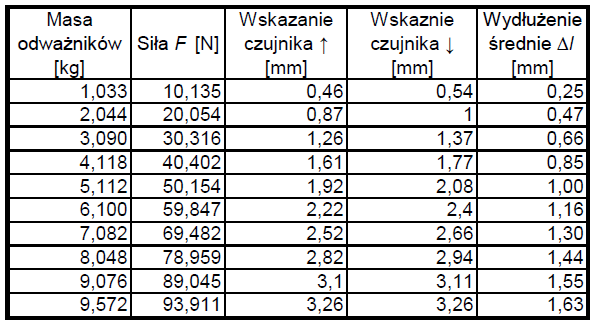 Masa odważników [kg] Siła F [N] Wskazanie czujnika ↑ [mm] Wskaznie czujnika ↓ [mm] Wydłużenie średnie Δl [mm]
1,033 10,135 0,46 0,54 0,25
2,044 20,054 0,87 1 0,47
3,090 30,316 1,26 1,37 0,66
4,118 40,402 1,61 1,77 0,85
5,112 50,154 1,92 2,08 1,00
6,100 59,847 2,22 2,4 1,16
7,082 69,482 2,52 2,66 1,30
8,048 78,959 2,82 2,94 1,44
9,076 89,045 3,1 3,11 1,55
9,572 93,911 3,26 3,26 1,63